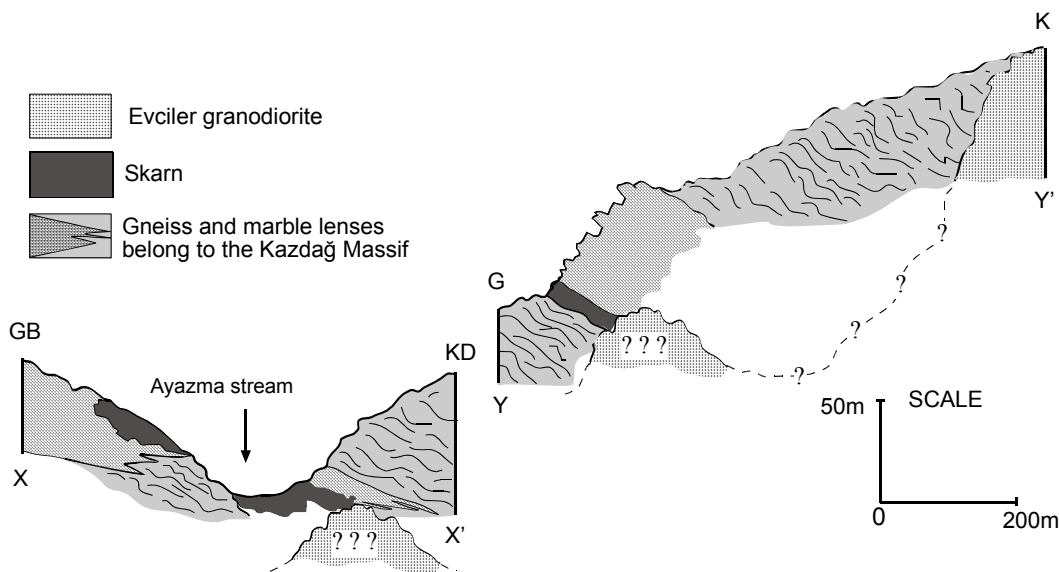 K
Evciler granodiorite
Skarn
Gneiss and marble lenses
belong to the Kazdağ Massif
Y'
?
G
?
GB
KD
? ? ?
?
Ayazma stream
?
Y
50m
SCALE
X
0
200m
X'
? ? ?